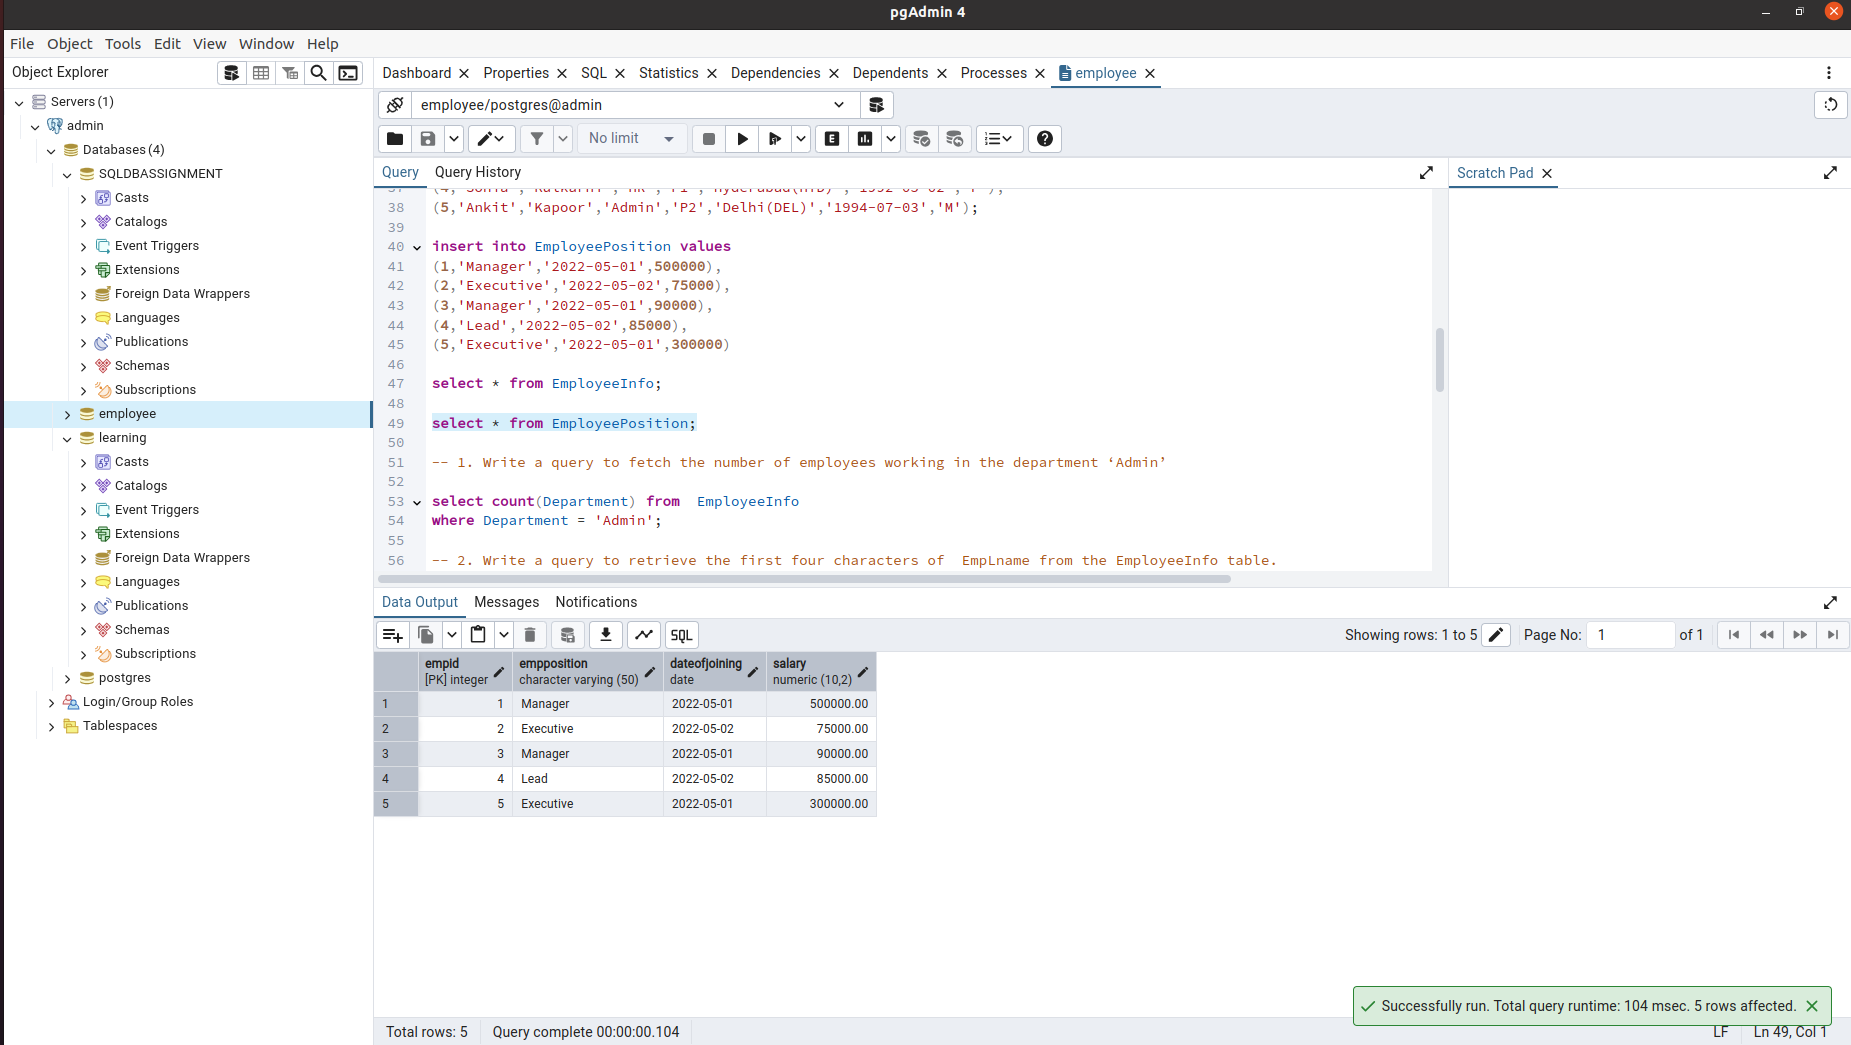 pgAdmin 4
File Object Tools Edit View Window Help
Object Explorer
Servers (1)
admin
Databases (4)
SQLDBASSIGNMENT
Casts
Catalogs
Event Triggers
Extensions
Foreign Data Wrappers
Languages
Publications
Schemas
Subscriptions
employee
learning
Casts
Catalogs
Event Triggers
Extensions
Foreign Data Wrappers
Languages
Publications
Schemas
Subscriptions
postgres
Login/Group Roles
Tablespaces
Dashboard Properties SQL Statistics Dependencies Dependents Processes employee
employee/postgres@admin
No limit E
Query Query History
38 (5,'Ankit','Kapoor','Admin','P2','Delhi(DEL)','1994-07-03','M');
39
40 insert into EmployeePosition values
41 (1,'Manager','2022-05-01',500000),
42 (2,'Executive','2022-05-02',75000),
43 (3,'Manager','2022-05-01',90000),
44 (4,'Lead','2022-05-02',85000),
45 (5,'Executive','2022-05-01',300000)
46
47 select * from EmployeeInfo;
48
49 select * from EmployeePosition;
50
51 -- 1. Write a query to fetch the number of employees working in the department ‘Admin’
52
53 select count(Department) from  EmployeeInfo
54 where Department = 'Admin';
55
56 -- 2. Write a query to retrieve the first four characters of  EmpLname from the EmployeeInfo table.
Scratch Pad
Data Output Messages Notifications
SQL Showing rows: 1 to 5 Page No: 1 of 1
empid empposition dateofjoining salary
[PK] integer character varying (50) date numeric (10,2)
1 1 Manager 2022-05-01 500000.00
2 2 Executive 2022-05-02 75000.00
3 3 Manager 2022-05-01 90000.00
4 4 Lead 2022-05-02 85000.00
5 5 Executive 2022-05-01 300000.00
Successfully run. Total query runtime: 104 msec. 5 rows affected.
Total rows: 5 Query complete 00:00:00.104 LF Ln 49, Col 1